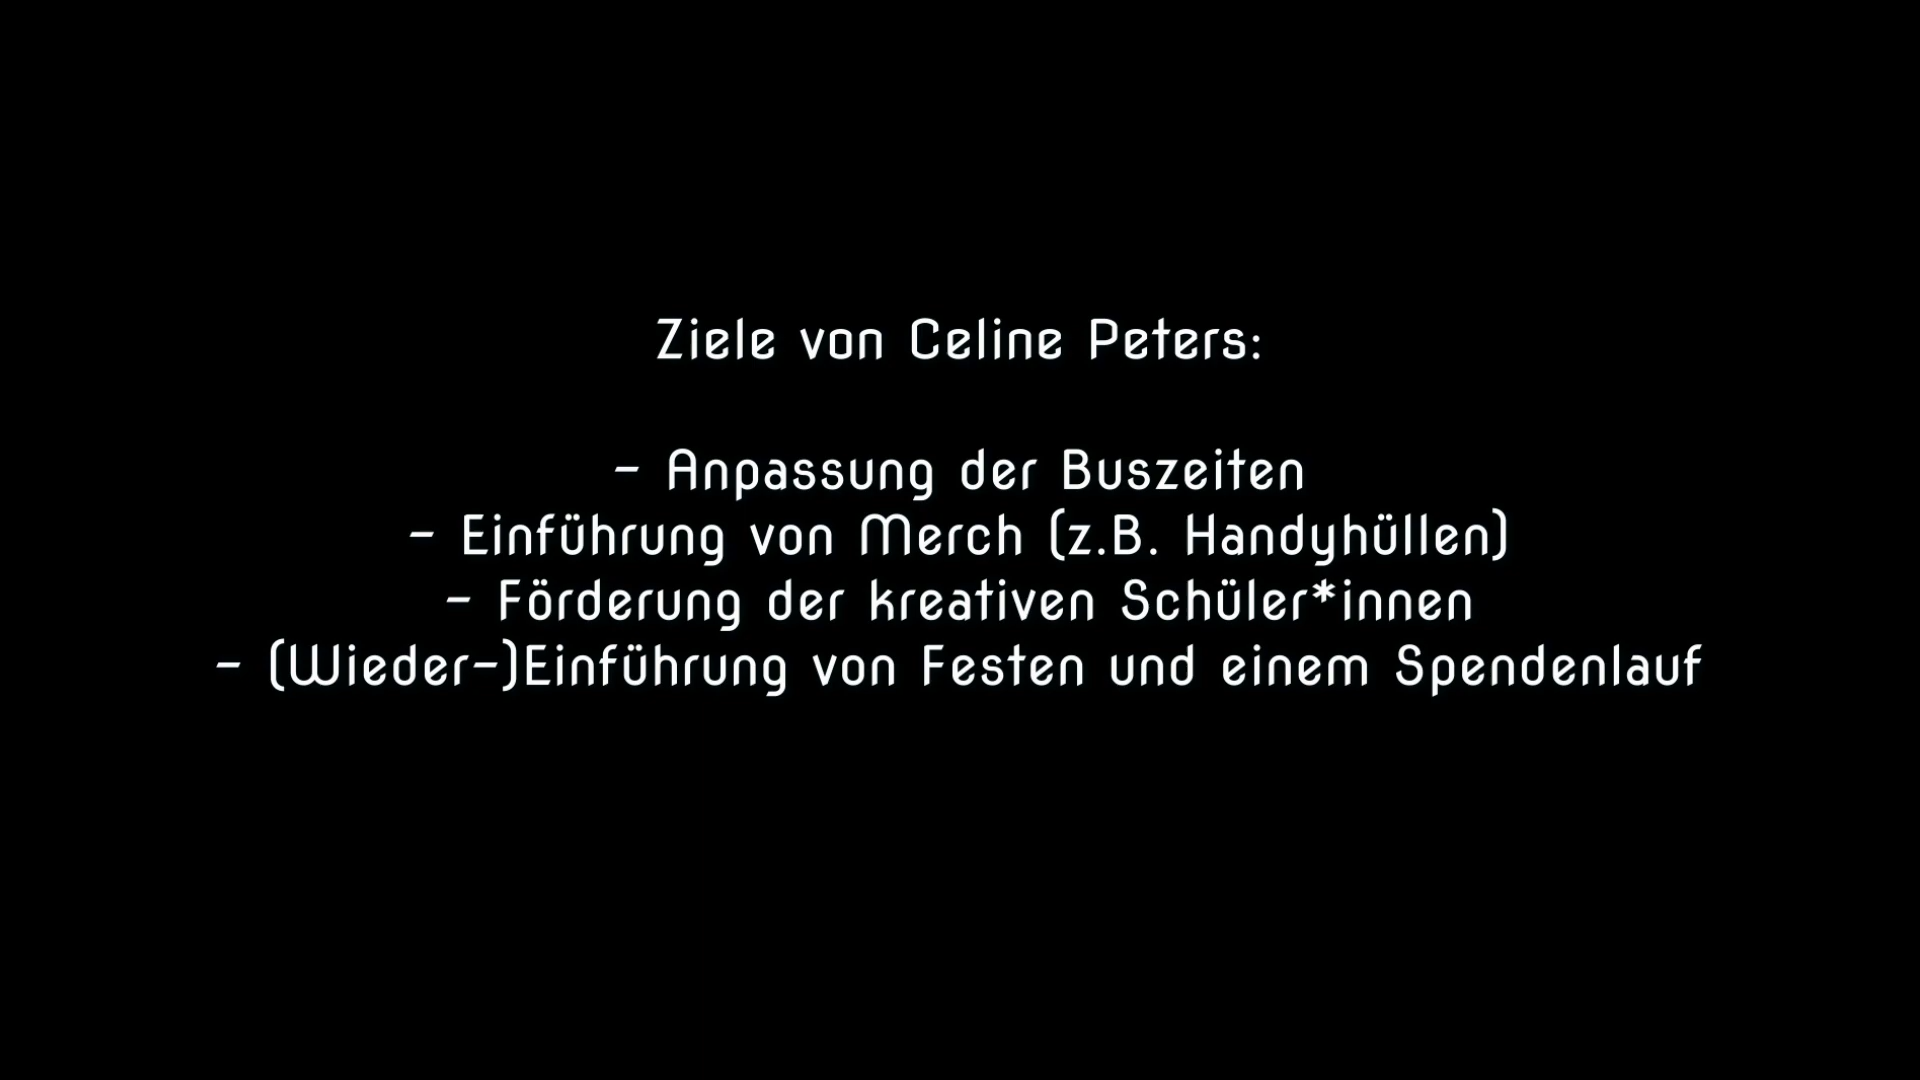 Ziele von Celine Peters:
- Anpassung der Buszeiten
- Einführung von Merch (z.B. Handyhüllen)
- Förderung der kreativen Schüler*innen
- (Wieder-)Einführung von Festen und einem Spendenlauf